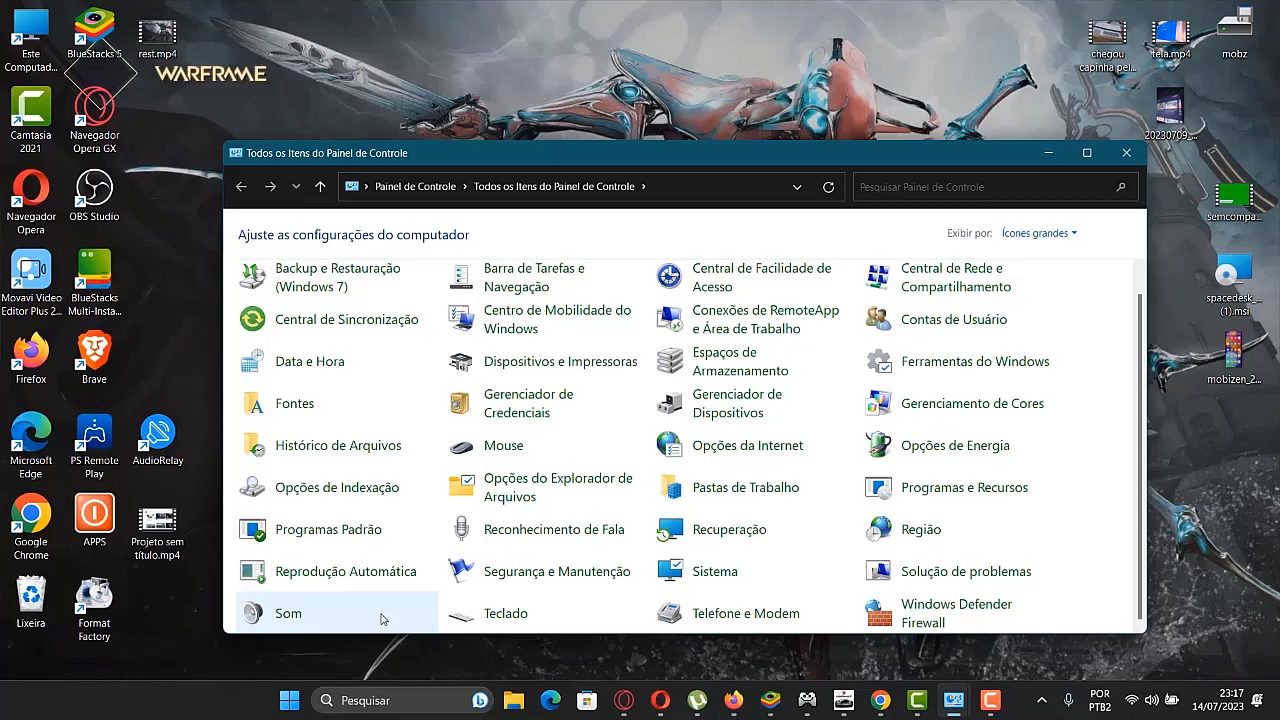 Este
Computad...
BlueStacks 5
rest.mp4
WARFRAME
chegou
capinha pel...
tela.mp4
mobz
Camtasia
2021
Navegador
Opera GX
20230709_...
Navegador
Opera
OBS Studio
semcompa...
Movavi Video
Editor Plus 2...
BlueStacks
Multi-Insta...
spacedesk_...
(1).msi
Firefox
Brave
mobizen_2...
Microsoft
Edge
PS Remote
Play
AudioRelay
Google
Chrome
APPS
Projeto sem
título.mp4
Lixeira
Format
Factory
Todos os Itens do Painel de Controle
Painel de Controle > Todos os Itens do Painel de Controle >
Pesquisar Painel de Controle
Ajuste as configurações do computador
Exibir por: Ícones grandes
Backup e Restauração
(Windows 7)
Barra de Tarefas e
Navegação
Central de Facilidade de
Acesso
Central de Rede e
Compartilhamento
Central de Sincronização
Centro de Mobilidade do
Windows
Conexões de RemoteApp
e Área de Trabalho
Contas de Usuário
Data e Hora
Dispositivos e Impressoras
Espaços de
Armazenamento
Ferramentas do Windows
Fontes
Gerenciador de
Credenciais
Gerenciador de
Dispositivos
Gerenciamento de Cores
Histórico de Arquivos
Mouse
Opções da Internet
Opções de Energia
Opções de Indexação
Opções do Explorador de
Arquivos
Pastas de Trabalho
Programas e Recursos
Programas Padrão
Reconhecimento de Fala
Recuperação
Região
Reprodução Automática
Segurança e Manutenção
Sistema
Solução de problemas
Som
Teclado
Telefone e Modem
Windows Defender
Firewall
Pesquisar
POR
PTB2
23:17
14/07/2023